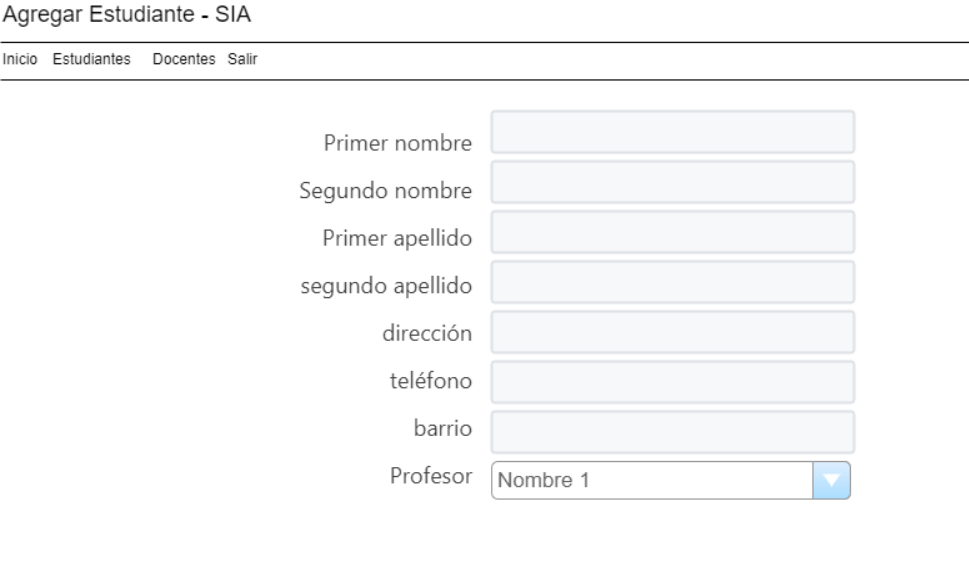 Agregar Estudiante - SIA
Inicio Estudiantes Docentes Salir
Primer nombre
Segundo nombre
Primer apellido
segundo apellido
dirección
teléfono
barrio
Profesor Nombre 1